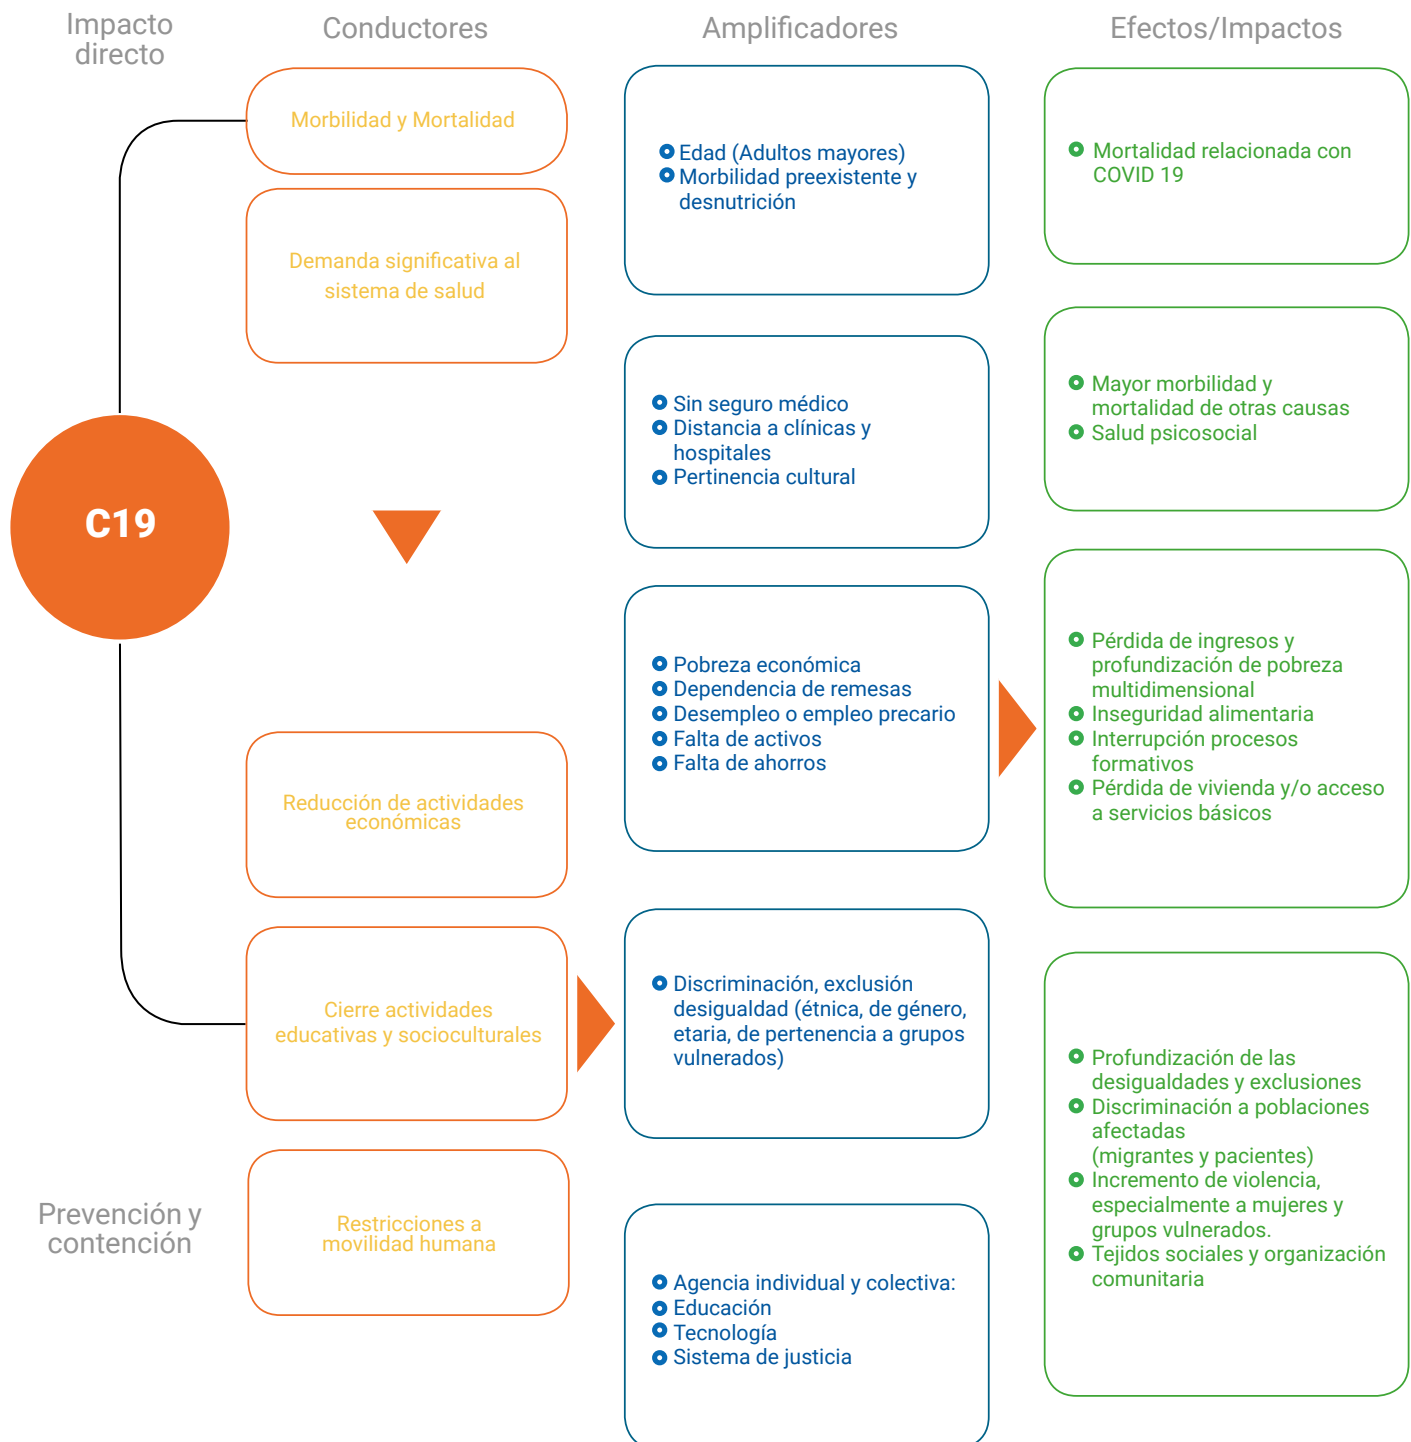 Impacto
directo
Conductores
Amplificadores
Efectos/Impactos
Morbilidad y Mortalidad
Demanda significativa al
sistema de salud
C19
Reducción de actividades
económicas
Cierre actividades
educativas y socioculturales
Restricciones a
movilidad humana
Prevención y
contención
Edad (Adultos mayores)
Morbilidad preexistente y
desnutrición
Sin seguro médico
Distancia a clínicas y
hospitales
Pertinencia cultural
Pobreza económica
Dependencia de remesas
Desempleo o empleo precario
Falta de activos
Falta de ahorros
Discriminación, exclusión
desigualdad (étnica, de género,
etaria, de pertenencia a grupos
vulnerados)
Agencia individual y colectiva:
Educación
Tecnología
Sistema de justicia
Mortalidad relacionada con
COVID 19
Mayor morbilidad y
mortalidad de otras causas
Salud psicosocial
Pérdida de ingresos y
profundización de pobreza
multidimensional
Inseguridad alimentaria
Interrupción procesos
formativos
Pérdida de vivienda y/o acceso
a servicios básicos
Profundización de las
desigualdades y exclusiones
Discriminación a poblaciones
afectadas
(migrantes y pacientes)
Incremento de violencia,
especialmente a mujeres y
grupos vulnerados.
Tejidos sociales y organización
comunitaria